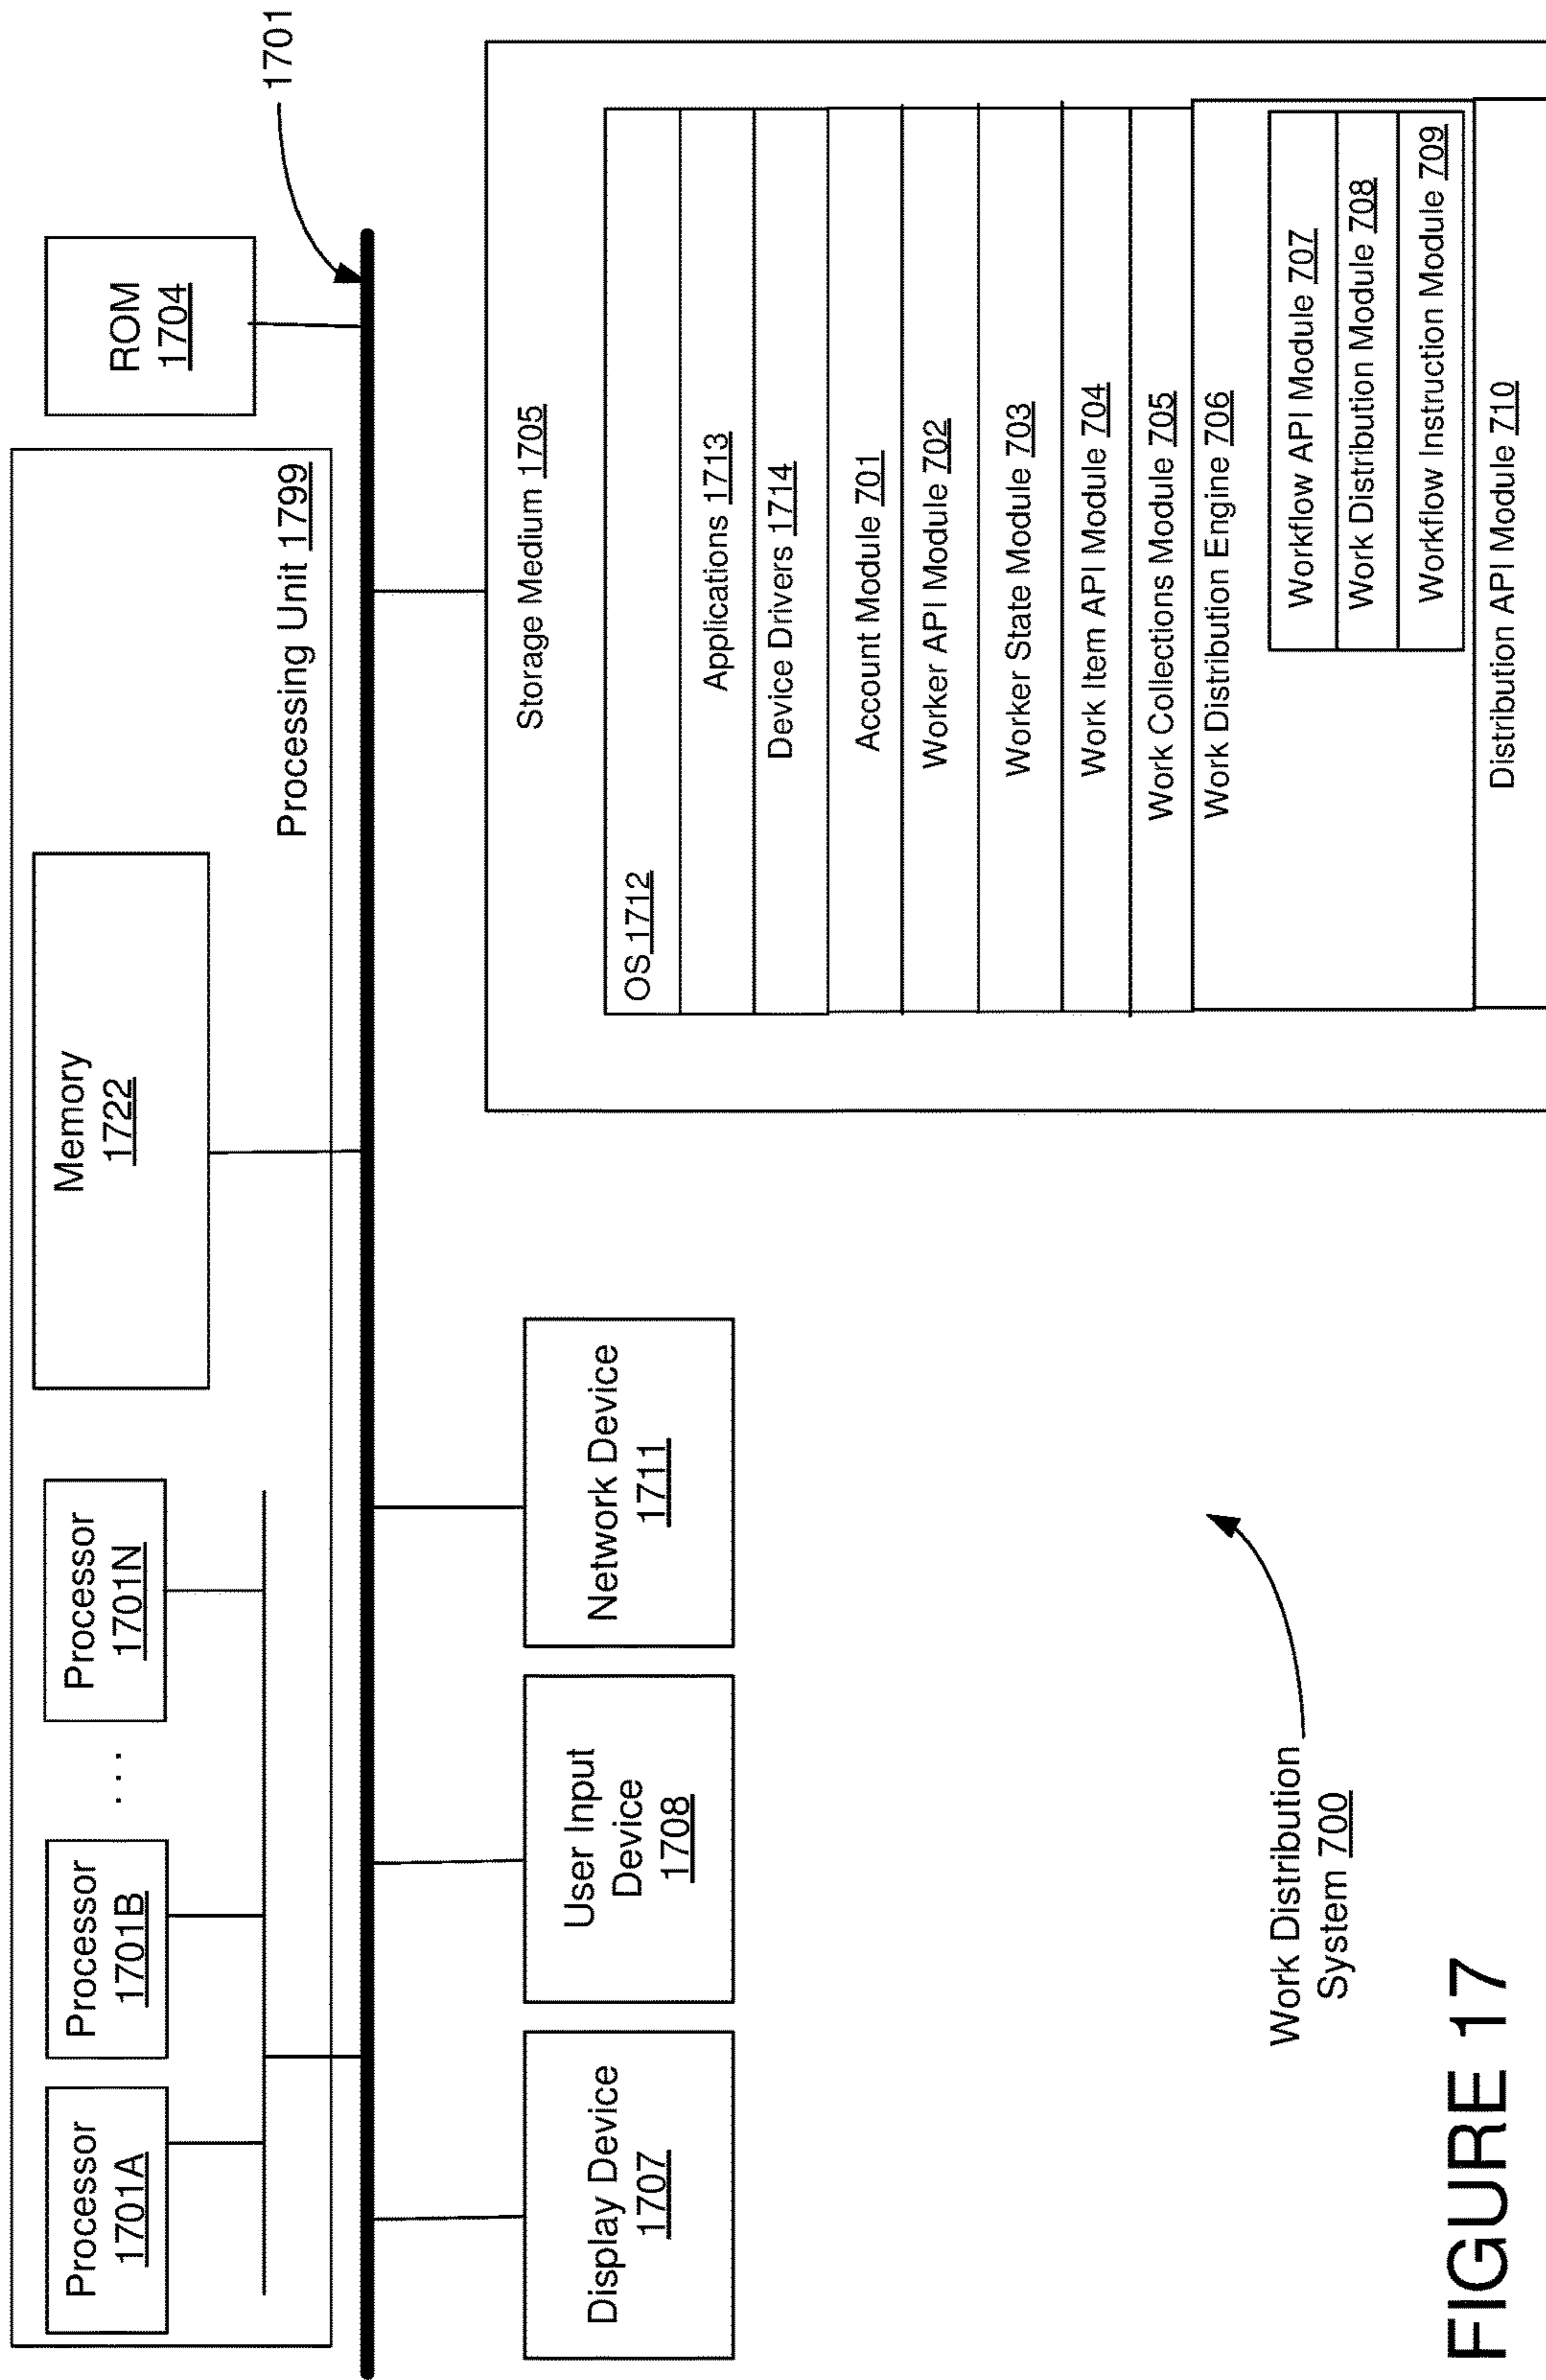 Processor
1701A
Processor
1701B
. . .
Processor
1701N
Memory
1722
Processing Unit 1799
ROM
1704
1701
Display Device
1707
User Input
Device
1708
Network Device
1711
Storage Medium 1705
OS 1712
Applications 1713
Device Drivers 1714
Account Module 701
Worker API Module 702
Worker State Module 703
Work Item API Module 704
Work Collections Module 705
Work Distribution Engine 706
Workflow API Module 707
Work Distribution Module 708
Workflow Instruction Module 709
Distribution API Module 710
Work Distribution
System 700
FIGURE 17